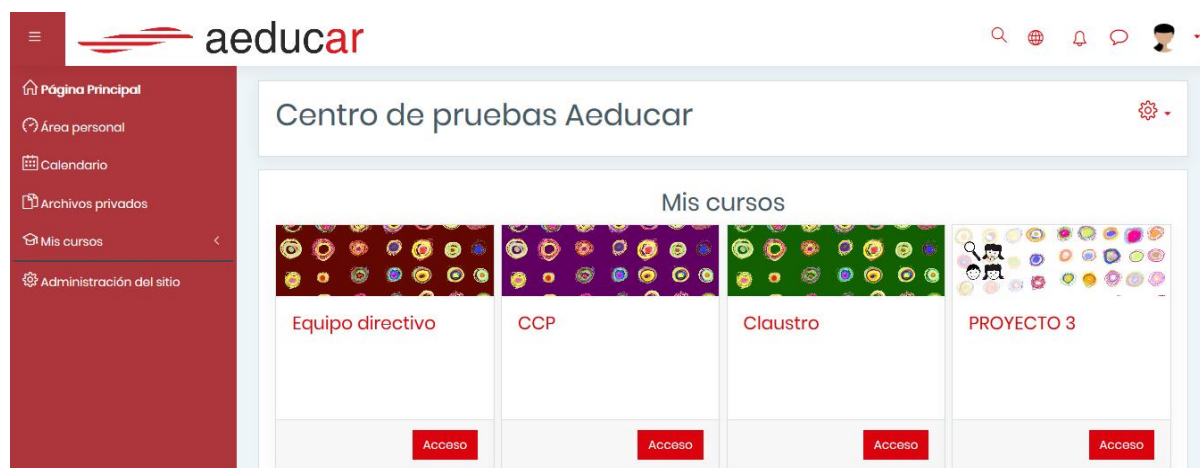 aeducar
Página Principal
Área personal
Calendario
Archivos privados
Mis cursos
Administración del sitio
Centro de pruebas Aeducar
Mis cursos
Equipo directivo
CCP
Claustro
PROYECTO 3
Acceso
Acceso
Acceso
Acceso